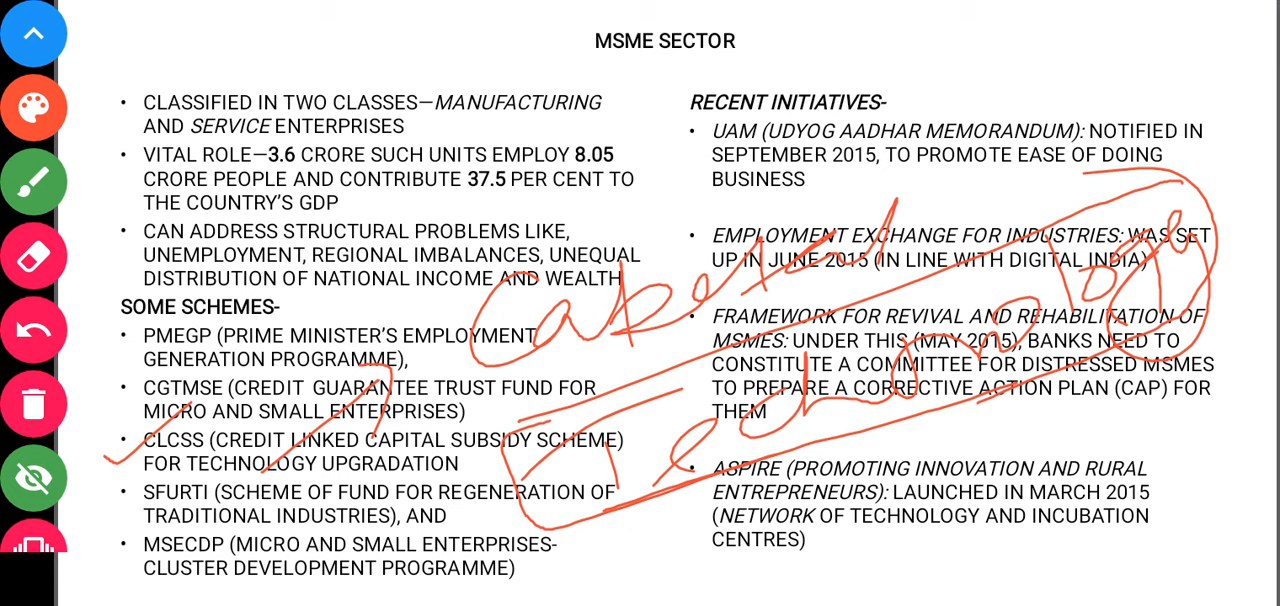 MSME SECTOR
• CLASSIFIED IN TWO CLASSES—MANUFACTURING
AND SERVICE ENTERPRISES
• VITAL ROLE—3.6 CRORE SUCH UNITS EMPLOY 8.05
CRORE PEOPLE AND CONTRIBUTE 37.5 PER CENT TO
THE COUNTRY'S GDP
• CAN ADDRESS STRUCTURAL PROBLEMS LIKE,
UNEMPLOYMENT, REGIONAL IMBALANCES, UNEQUAL
DISTRIBUTION OF NATIONAL INCOME AND WEALTH
SOME SCHEMES-
• PMEGP (PRIME MINISTER'S EMPLOYMENT
GENERATION PROGRAMME),
• CGTMSE (CREDIT GUARANTEE TRUST FUND FOR
MICRO AND SMALL ENTERPRISES)
• CLCSS (CREDIT LINKED CAPITAL SUBSIDY SCHEME)
FOR TECHNOLOGY UPGRADATION
• SFURTI (SCHEME OF FUND FOR REGENERATION OF
TRADITIONAL INDUSTRIES), AND
• MSECDP (MICRO AND SMALL ENTERPRISES-
CLUSTER DEVELOPMENT PROGRAMME)
RECENT INITIATIVES-
• UAM (UDYOG AADHAR MEMORANDUM): NOTIFIED IN
SEPTEMBER 2015, TO PROMOTE EASE OF DOING
BUSINESS
• EMPLOYMENT EXCHANGE FOR INDUSTRIES: WAS SET
UP IN JUNE 2015 (IN LINE WITH DIGITAL INDIA)
• FRAMEWORK FOR REVIVAL AND REHABILITATION OF
MSMES: UNDER THIS (MAY 2015), BANKS NEED TO
CONSTITUTE A COMMITTEE FOR DISTRESSED MSMES
TO PREPARE A CORRECTIVE ACTION PLAN (CAP) FOR
THEM
• ASPIRE (PROMOTING INNOVATION AND RURAL
ENTREPRENEURS): LAUNCHED IN MARCH 2015
(NETWORK OF TECHNOLOGY AND INCUBATION
CENTRES)
Technology